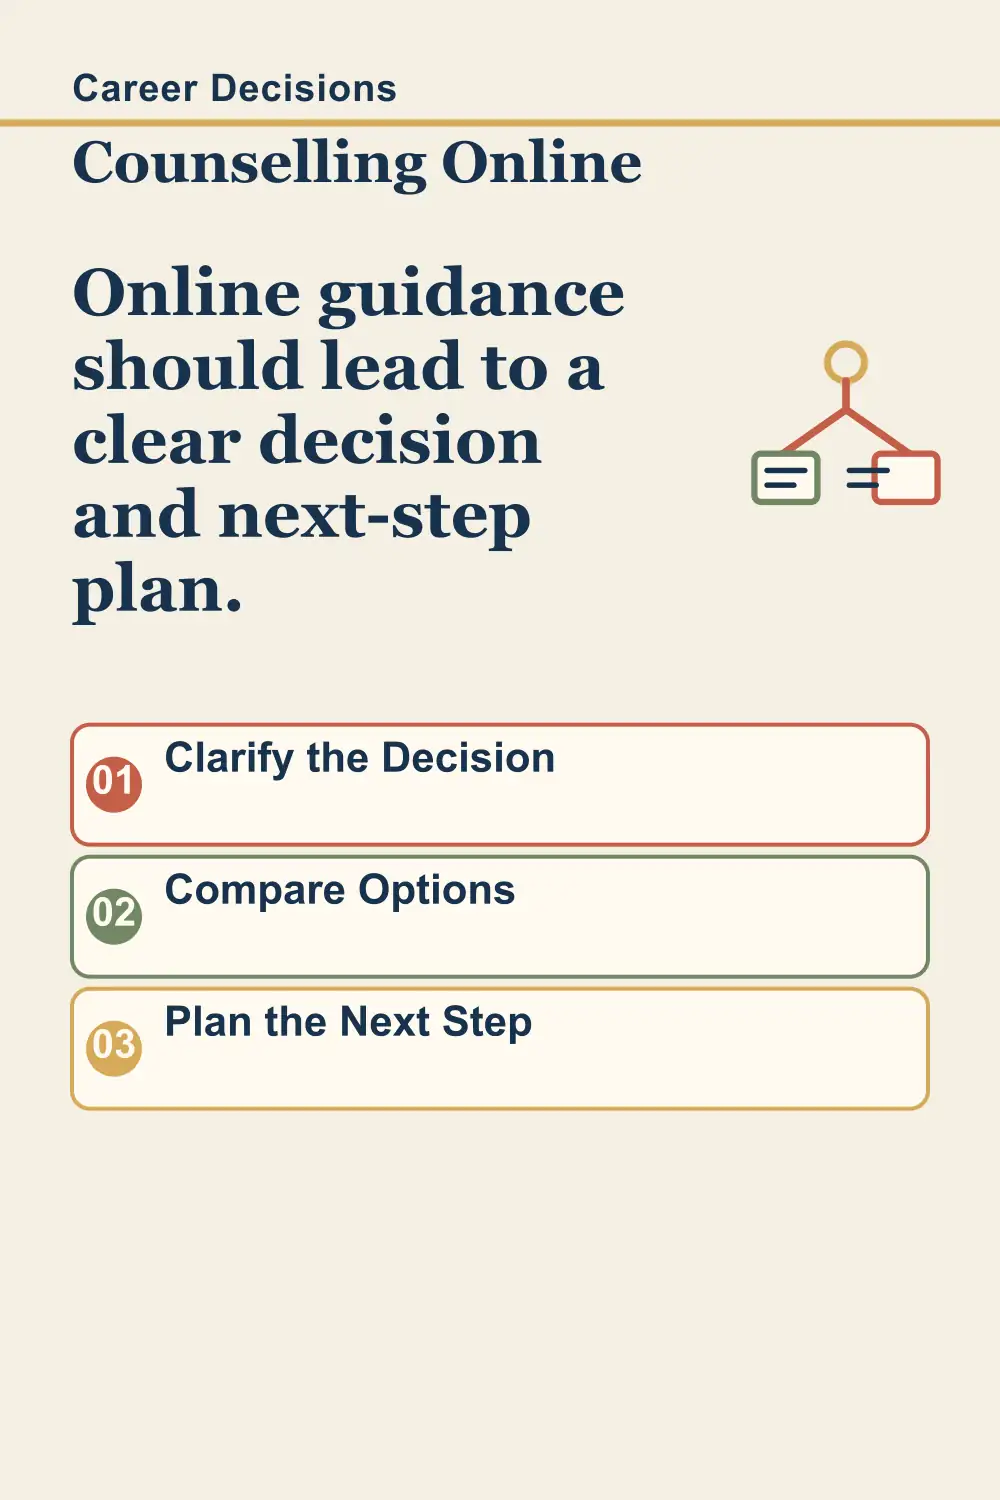 Career Decisions
Counselling Online
Online guidance
should lead to a
clear decision
and next-step
plan.
01 Clarify the Decision
02 Compare Options
03 Plan the Next Step